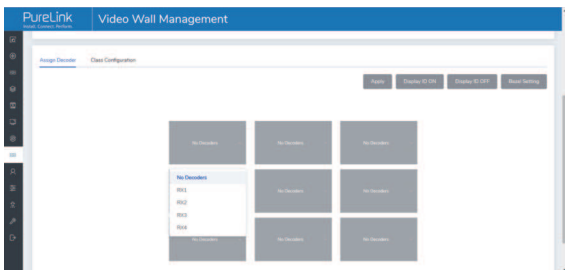 PureLink
Install. Connect. Perform.
Video Wall Management
Assign Decoder
Class Configuration
Apply
Display ID ON
Display ID OFF
Reset Setting
No Decoders
No Decoders
No Decoders
No Decoders
RX1
RX2
RX3
RX4
No Decoders
No Decoders
No Decoders
No Decoders
No Decoders